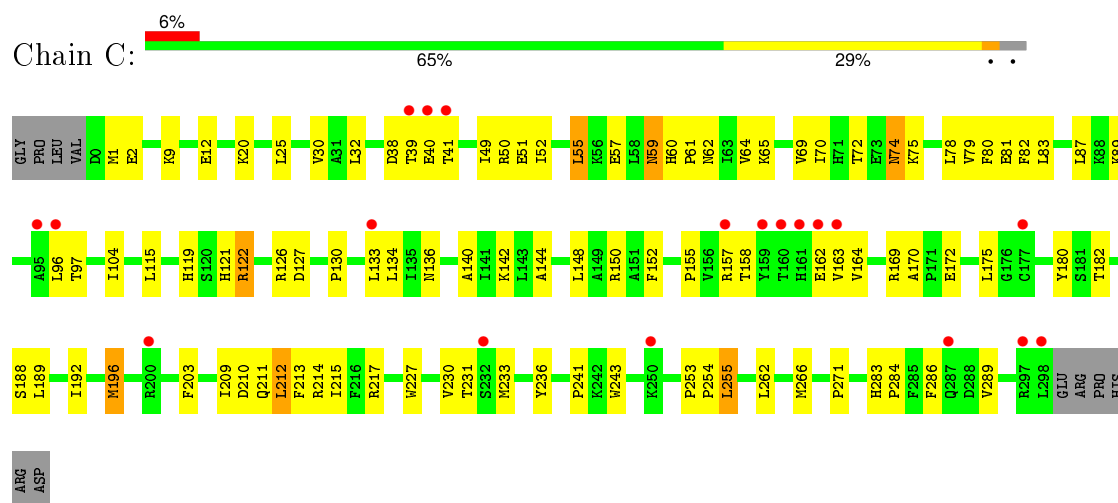 6%
Chain C:
65% 29% • •
GLY PRO LEU VAL D0 M1 E2 K9 E12 K20 L25 V30 A31 L32 D38 T39 E40 T41 I49 R50 E51 I52 L55 K56 E57 L58 N59 H60 P61 N62 I63 V64 K65 V69 I70 H71 T72 E73 N74 K75 L78 V79 F80 E81 F82 L83 L87 K88 K89
A95 L96 T97 I104 L115 H119 S120 H121 R122 R126 D127 P130 L133 L134 I135 N136 A140 I141 K142 L143 A144 L148 A149 R150 A151 F152 P155 V156 R157 T158 Y159 T160 H161 E162 V163 V164 R169 A170 P171 E172 L175 G176 C177 Y180 S181 T182
S188 L189 I192 M196 R200 F203 I209 D210 Q211 L212 F213 R214 I215 F216 R217 W227 V230 T231 S232 M233 Y236 P241 K242 W243 K250 P253 P254 L255 L262 M266 P271 H283 P284 F285 F286 Q287 D288 V289 R297 L298 GLU ARG PRO HIS
ARG ASP